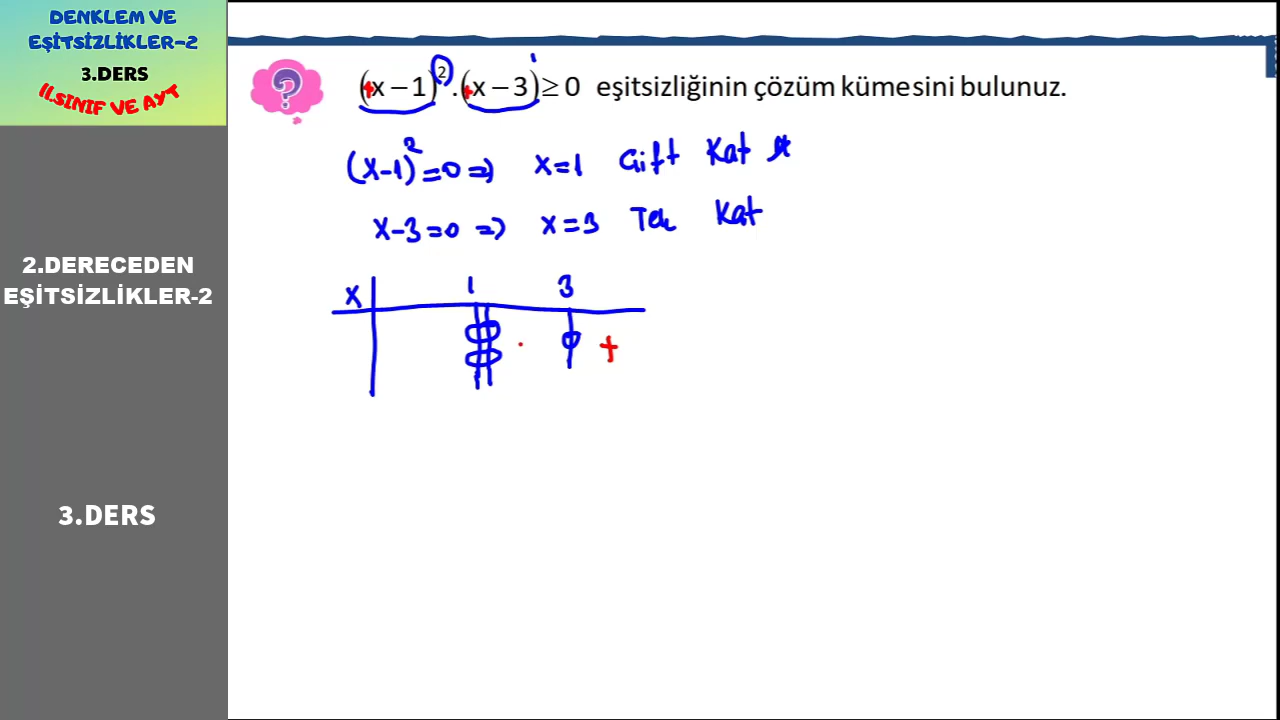 DENKLEM VE
EŞİTSİZLİKLER-2
3.DERS
11.SINIF VE AYT
2.DERECEDEN
EŞİTSİZLİKLER-2
3.DERS
(+x − 1)². (+x − 3)¹ ≥ 0 eşitsizliğinin çözüm kümesini bulunuz.
(x-1)² = 0 => x=1 Çift Kat
x-3=0 => x=3 Tek Kat
x 1 3
+